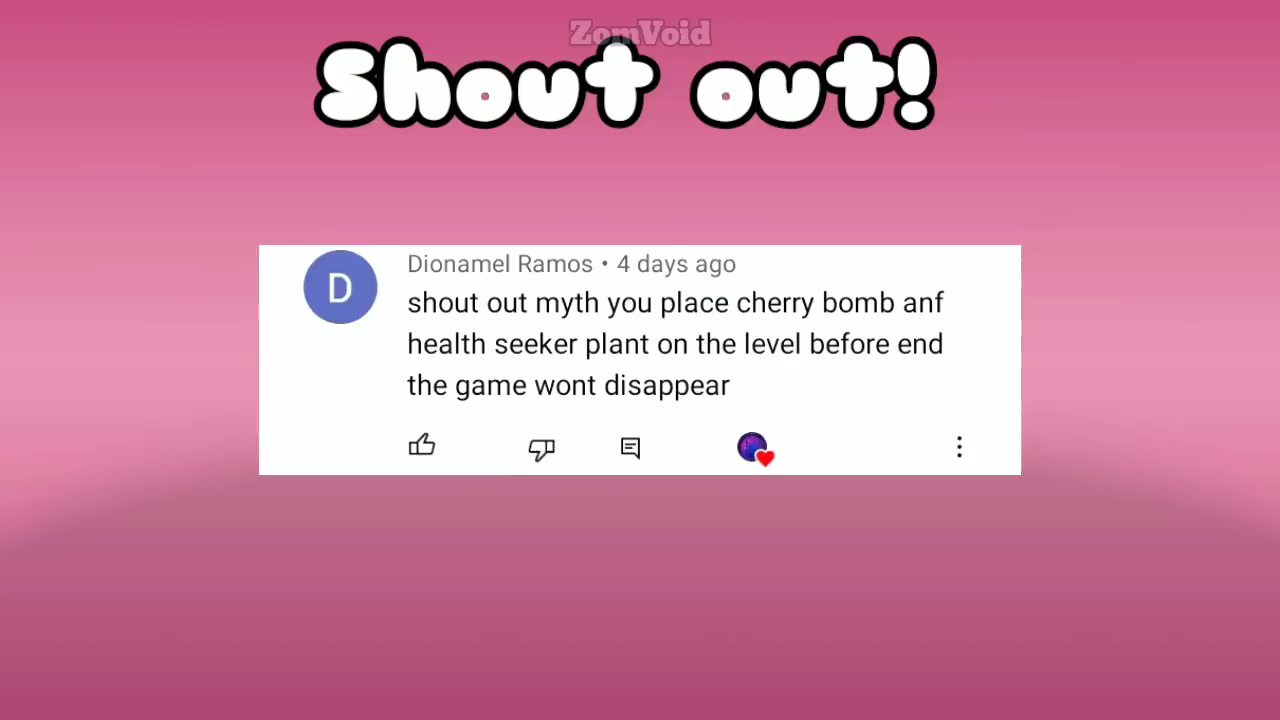 ZomVoid
Shout out!
D
Dionamel Ramos • 4 days ago
shout out myth you place cherry bomb anf
health seeker plant on the level before end
the game wont disappear